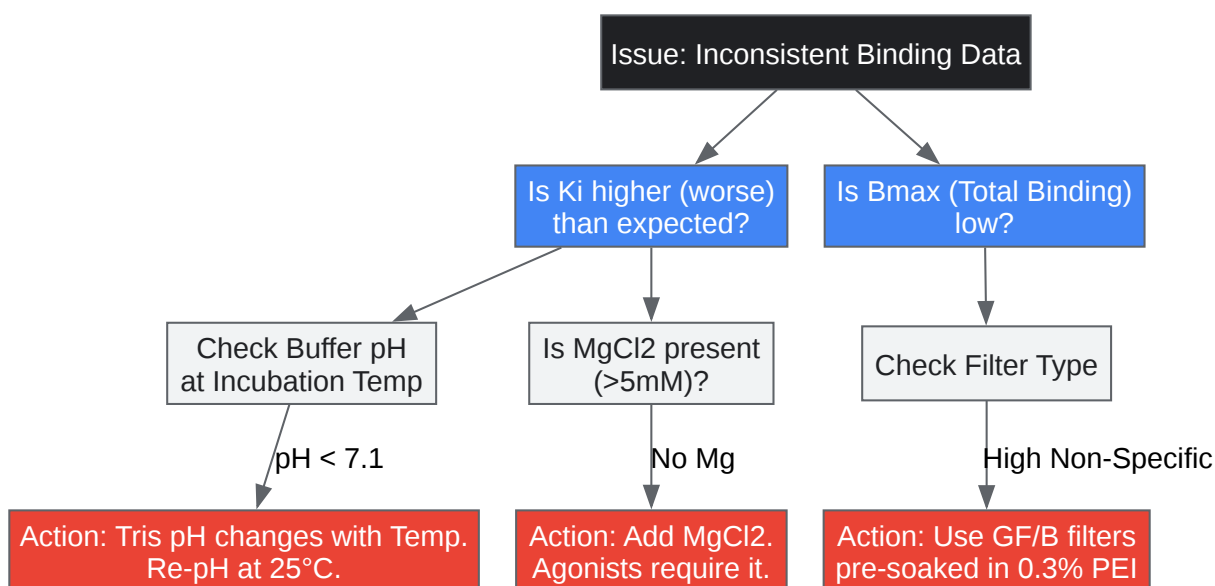 Issue: Inconsistent Binding Data
Is Ki higher (worse)
than expected?
Is Bmax (Total Binding)
low?
Check Buffer pH
at Incubation Temp
Is MgCl2 present
(>5mM)?
Check Filter Type
pH < 7.1
No Mg
High Non-Specific
Action: Tris pH changes with Temp.
Re-pH at 25°C.
Action: Add MgCl2.
Agonists require it.
Action: Use GF/B filters
pre-soaked in 0.3% PEI